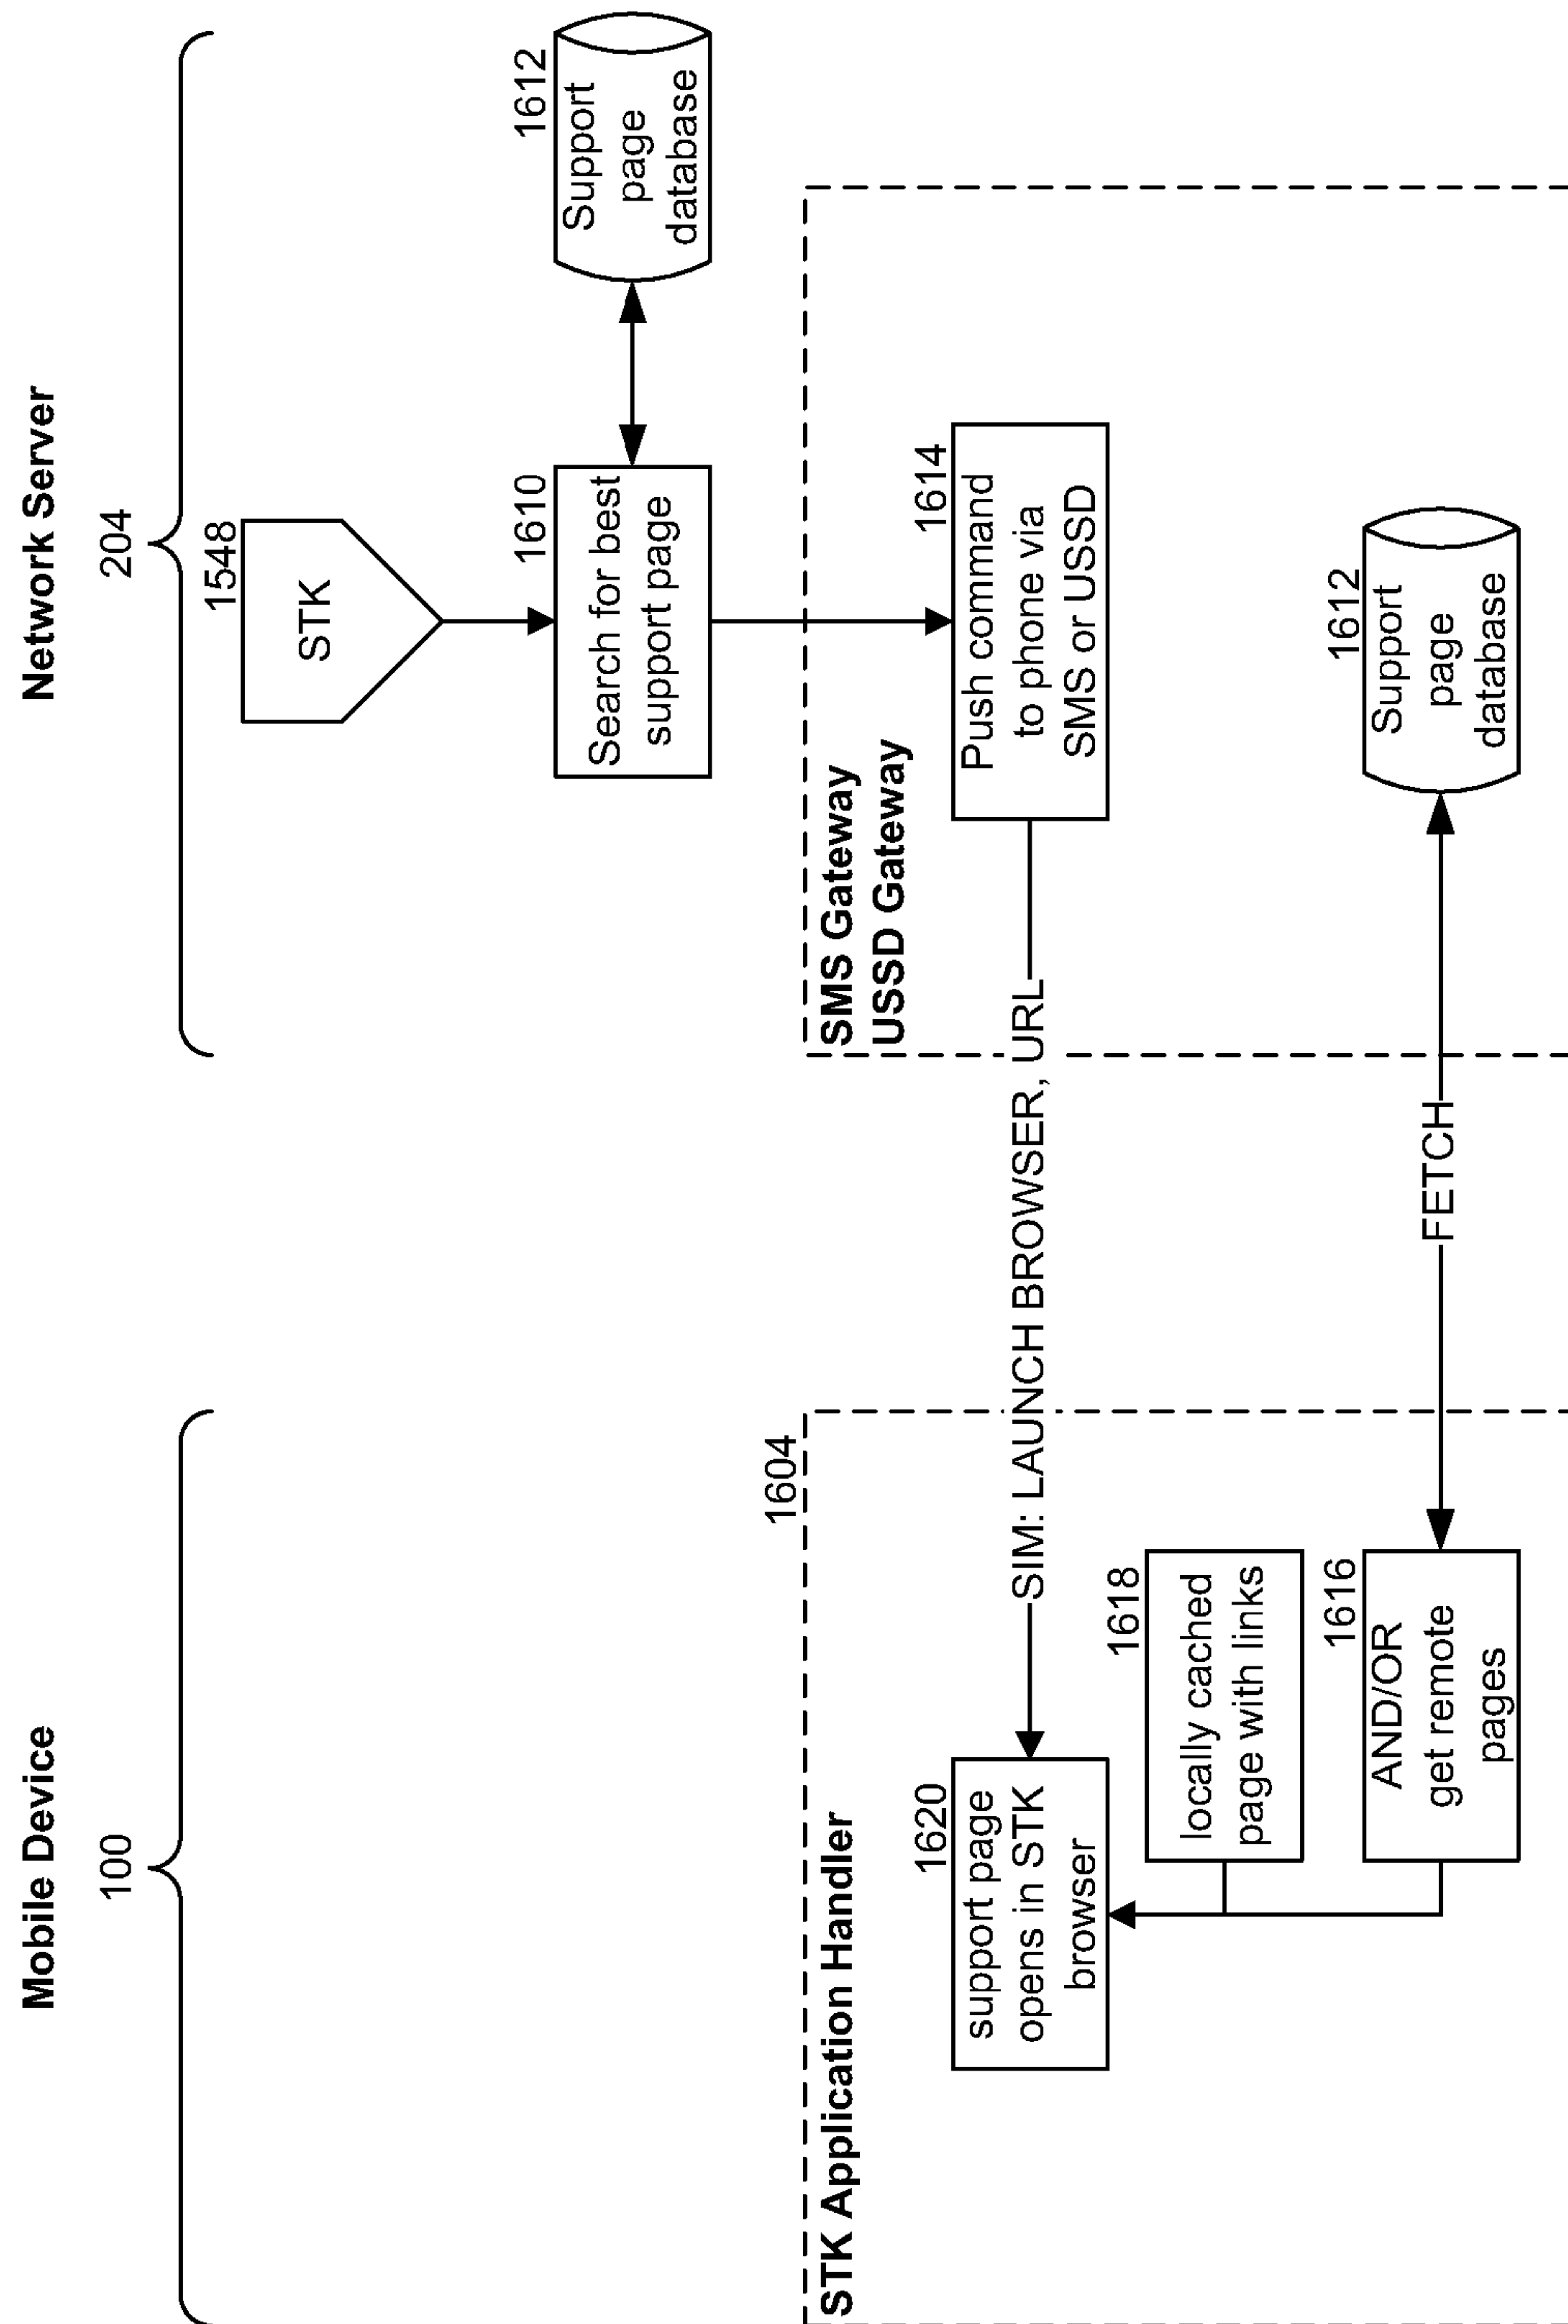 Mobile Device
Network Server
100
204
1548
STK
1610
Search for best
support page
1612
Support
page
database
1604
STK Application Handler
SMS Gateway
USSD Gateway
1620
support page
opens in STK
browser
SIM: LAUNCH BROWSER, URL
1614
Push command
to phone via
SMS or USSD
1618
locally cached
page with links
1616
AND/OR
get remote
pages
FETCH
1612
Support
page
database